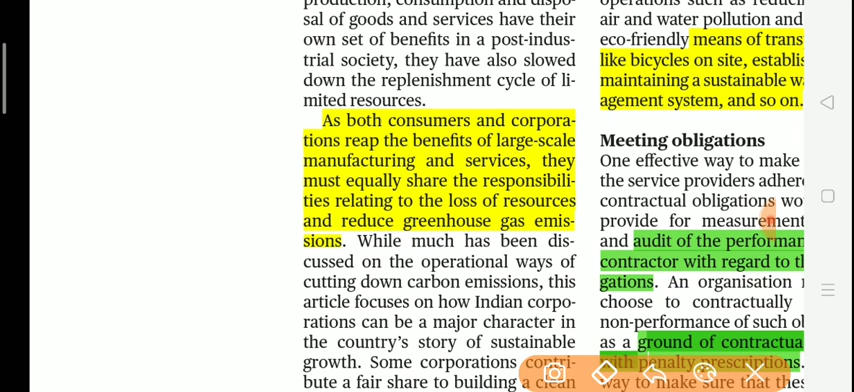 production, consumption and dispo-
sal of goods and services have their
own set of benefits in a post-indus-
trial society, they have also slowed
down the replenishment cycle of li-
mited resources.
As both consumers and corpora-
tions reap the benefits of large-scale
manufacturing and services, they
must equally share the responsibili-
ties relating to the loss of resources
and reduce greenhouse gas emis-
sions. While much has been dis-
cussed on the operational ways of
cutting down carbon emissions, this
article focuses on how Indian corpo-
rations can be a major character in
the country's story of sustainable
growth. Some corporations contri-
bute a fair share to building a clean
operations such as reduci
air and water pollution and
eco-friendly means of trans
like bicycles on site, establis
maintaining a sustainable w
agement system, and so on.
Meeting obligations
One effective way to make
the service providers adher
contractual obligations wo
provide for measurement
and audit of the performan
contractor with regard to th
gations. An organisation
choose to contractually
non-performance of such ob
as a ground of contractua
with penalty prescriptions.
way to make sure that thes